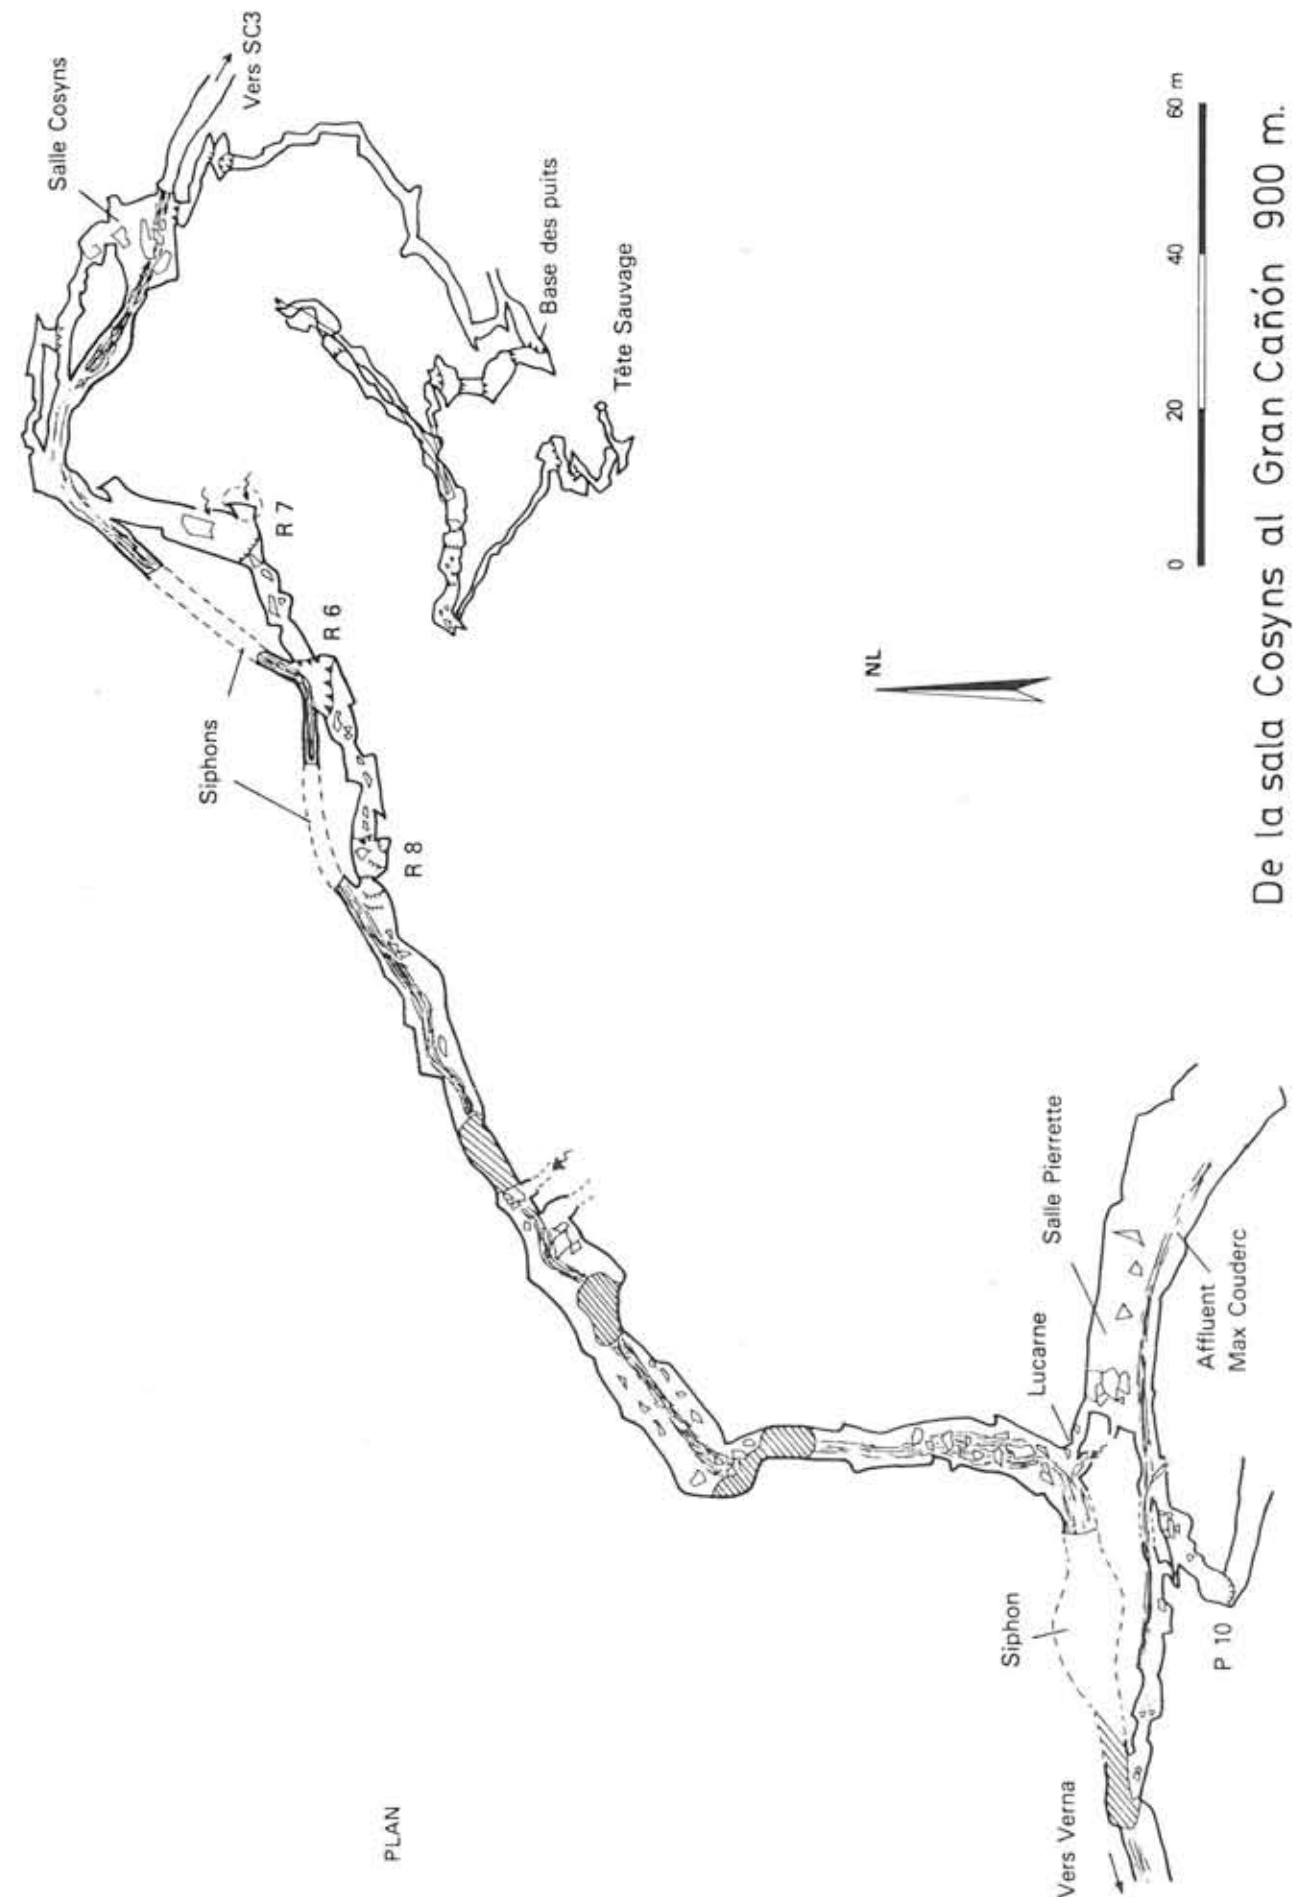 Salle Cosyns
Vers SC3
Base des puits
Tête Sauvage
R 7
R 6
R 8
Siphons
NL
0 20 40 60 m
De la sala Cosyns al Gran Cañón 900 m.
Salle Pierrette
Lucarne
Affluent
Max Couderc
Siphon
P 10
Vers Verna
PLAN